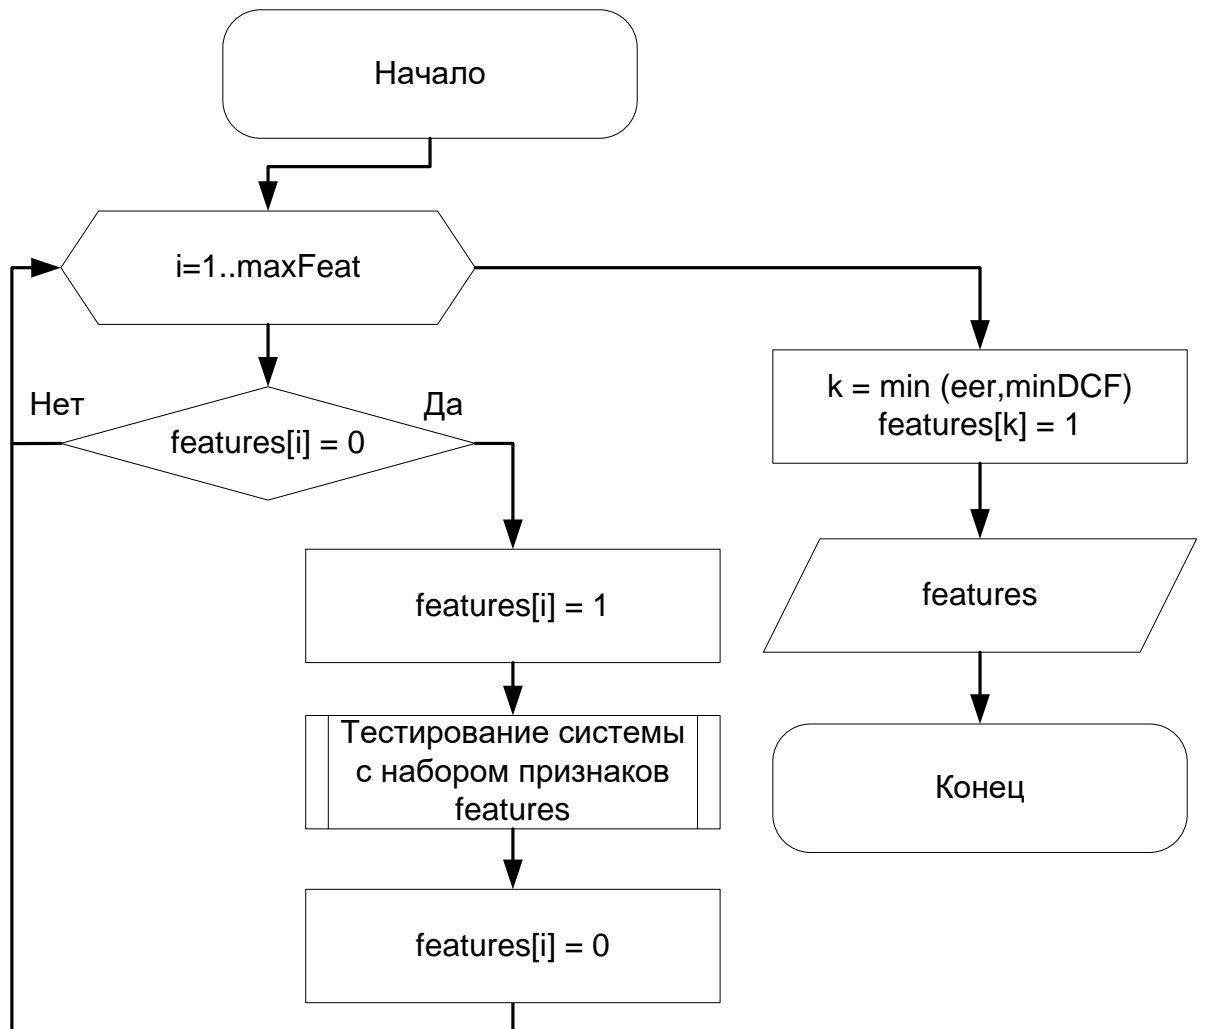 Начало
i=1..maxFeat
Нет
Да
features[i] = 0
features[i] = 1
Тестирование системы
с набором признаков
features
features[i] = 0
k = min (eer,minDCF)
features[k] = 1
features
Конец